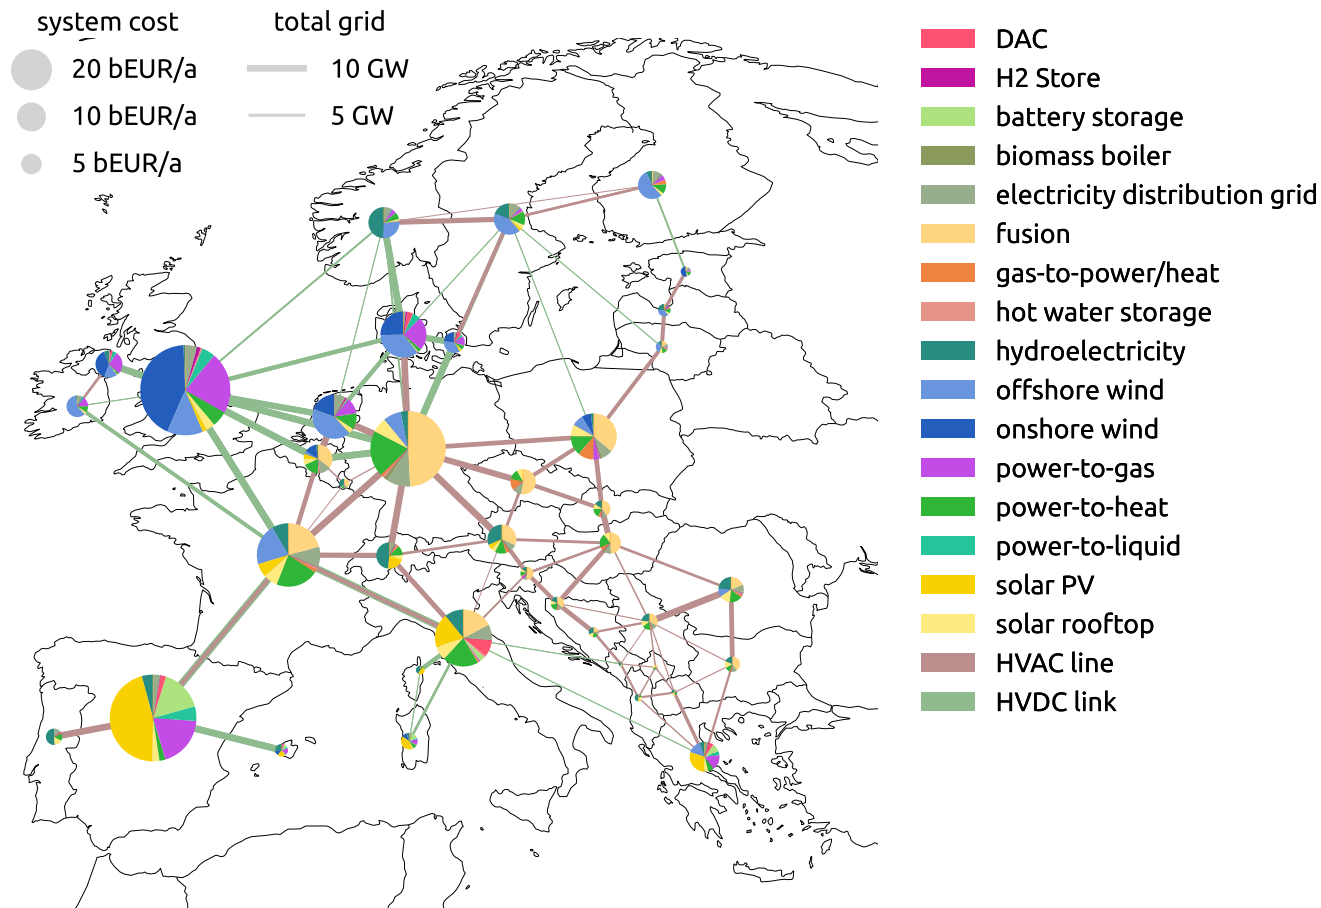 system cost
total grid
20 bEUR/a
10 GW
10 bEUR/a
5 GW
5 bEUR/a
DAC
H2 Store
battery storage
biomass boiler
electricity distribution grid
fusion
gas-to-power/heat
hot water storage
hydroelectricity
offshore wind
onshore wind
power-to-gas
power-to-heat
power-to-liquid
solar PV
solar rooftop
HVAC line
HVDC link